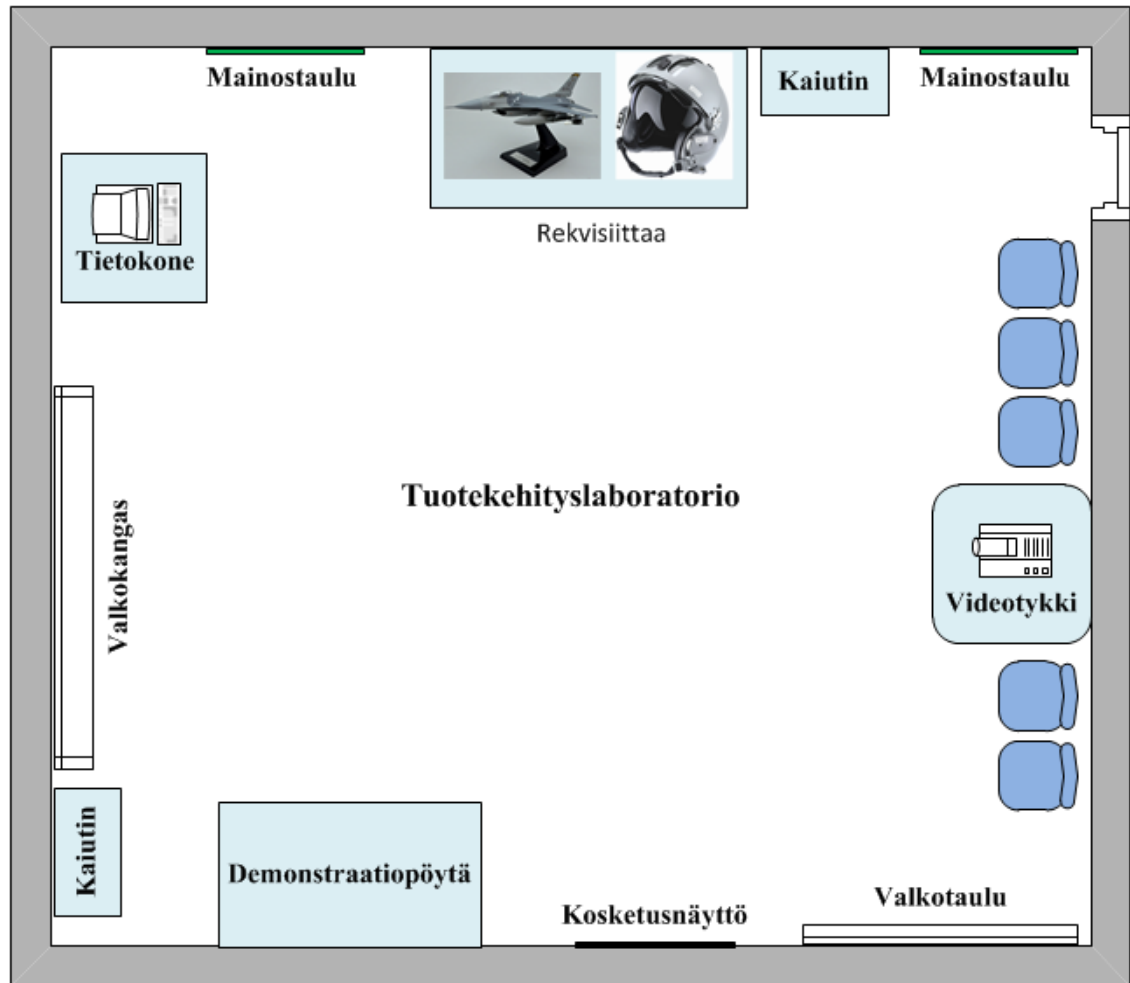 Mainostaulu
Kaiutin
Mainostaulu
Rekvisiittaa
Tietokone
Tuotekehityslaboratorio
Valkokangas
Videotykki
Kaiutin
Demonstraatiopöytä
Kosketusnäyttö
Valkotaulu